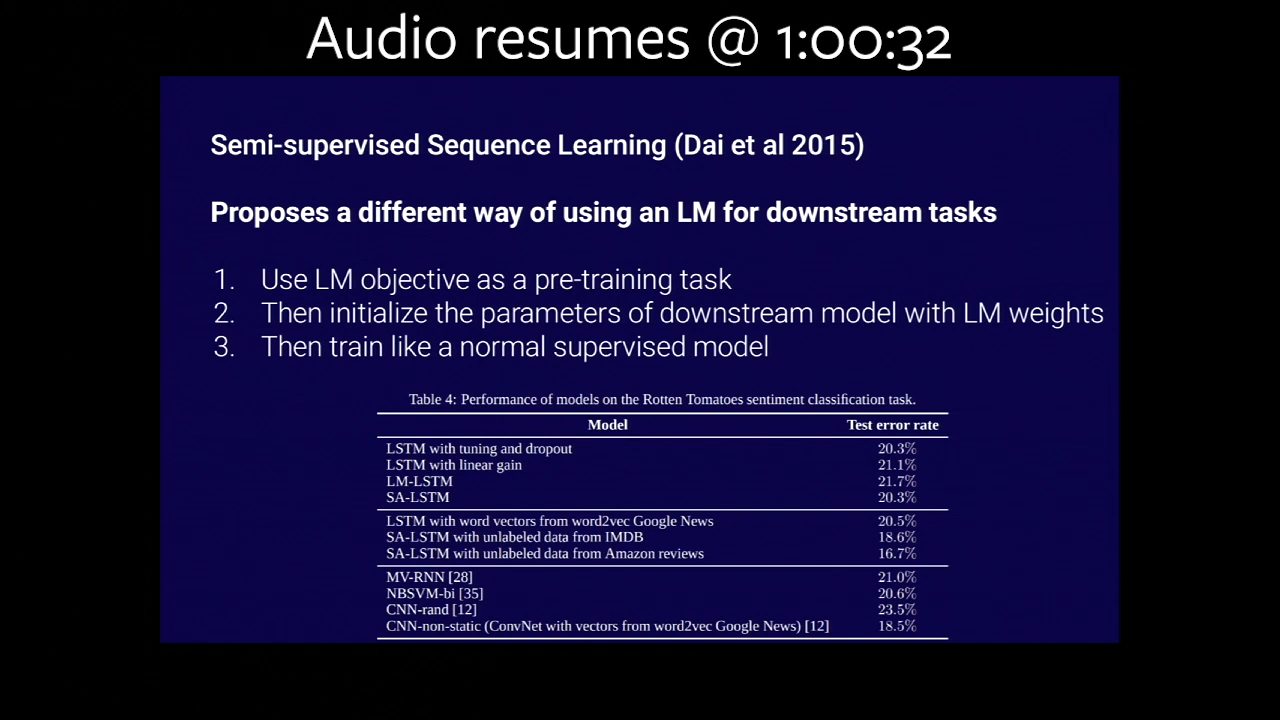 Audio resumes @ 1:00:32
Semi-supervised Sequence Learning (Dai et al 2015)
Proposes a different way of using an LM for downstream tasks
1. Use LM objective as a pre-training task
2. Then initialize the parameters of downstream model with LM weights
3. Then train like a normal supervised model
Table 4: Performance of models on the Rotten Tomatoes sentiment classification task.
Model Test error rate
LSTM with tuning and dropout 20.3%
LSTM with linear gain 21.1%
LM-LSTM 21.7%
SA-LSTM 20.3%
LSTM with word vectors from word2vec Google News 20.5%
SA-LSTM with unlabeled data from IMDB 18.6%
SA-LSTM with unlabeled data from Amazon reviews 16.7%
MV-RNN [28] 21.0%
NBSVM-bi [35] 20.6%
CNN-rand [12] 23.5%
CNN-non-static (ConvNet with vectors from word2vec Google News) [12] 18.5%